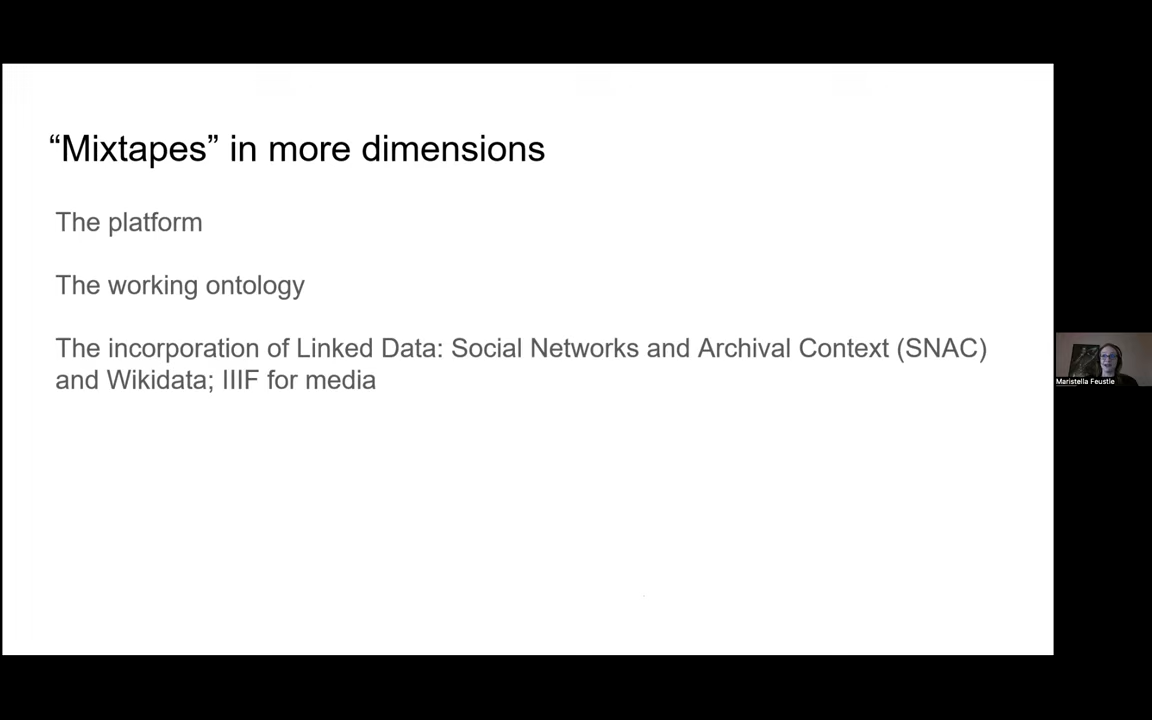 “Mixtapes” in more dimensions
The platform
The working ontology
The incorporation of Linked Data: Social Networks and Archival Context (SNAC)
and Wikidata; IIIF for media
Maristella Feustle